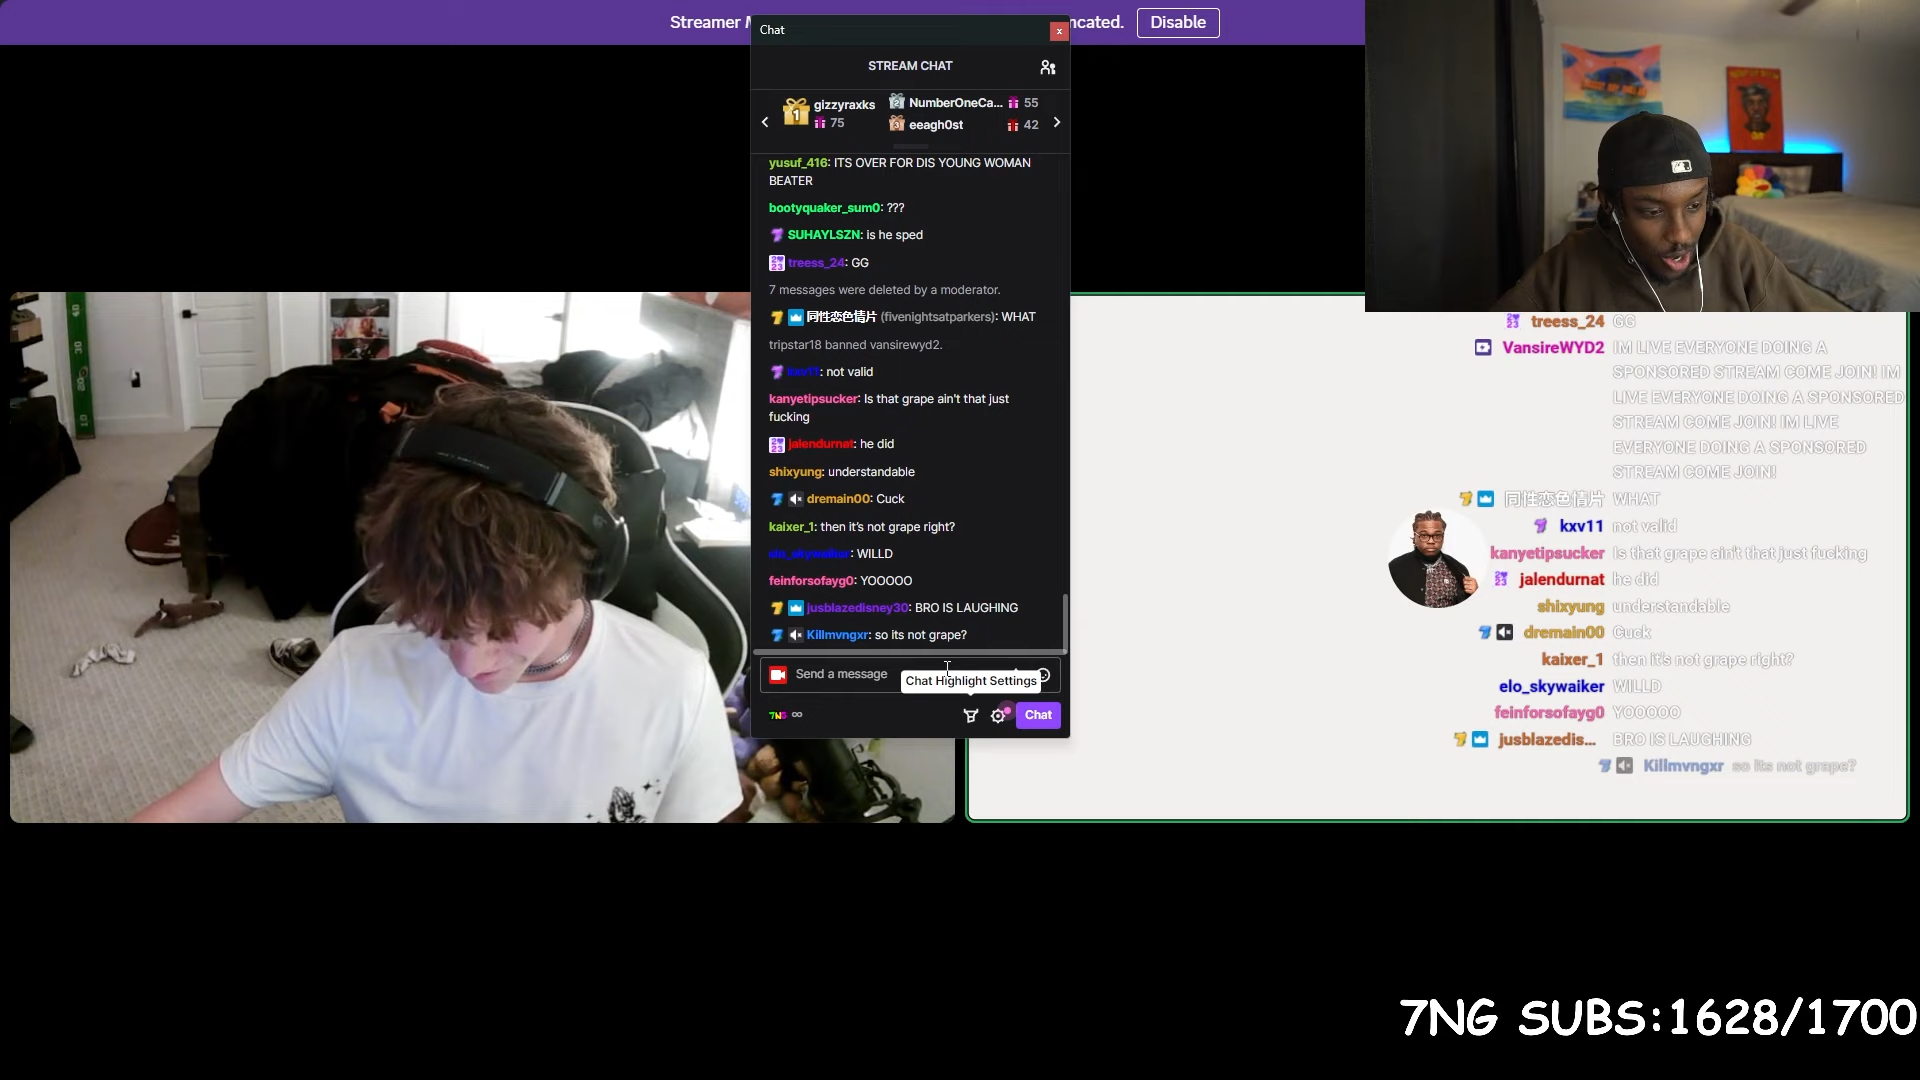 Streamer
ncated.
Disable
Chat
x
STREAM CHAT
1 gizzyraxks
75
2 NumberOneCa... 55
3 eeagh0st 42
yusuf_416: ITS OVER FOR DIS YOUNG WOMAN
BEATER
bootyquaker_sum0: ???
SUHAYLSZN: is he sped
treess_24: GG
7 messages were deleted by a moderator.
同性恋色情片 (fivenightsatparkers): WHAT
tripstar18 banned vansirewyd2.
kxv11: not valid
kanyetipsucker: Is that grape ain't that just
fucking
jalendurnat: he did
shixyung: understandable
dremain00: Cuck
kaixer_1: then it's not grape right?
elo_skywaiker: WILLD
feinforsofayg0: YOOOOO
jusblazedisney30: BRO IS LAUGHING
Killmvngxr: so its not grape?
Send a message
Chat Highlight Settings
7NG ∞
Chat
treess_24 GG
VansireWYD2 IM LIVE EVERYONE DOING A
SPONSORED STREAM COME JOIN! IM
LIVE EVERYONE DOING A SPONSORED
STREAM COME JOIN! IM LIVE
EVERYONE DOING A SPONSORED
STREAM COME JOIN!
同性恋色情片 WHAT
kxv11 not valid
kanyetipsucker Is that grape ain't that just fucking
jalendurnat he did
shixyung understandable
dremain00 Cuck
kaixer_1 then it's not grape right?
elo_skywaiker WILLD
feinforsofayg0 YOOOOO
jusblazedis... BRO IS LAUGHING
Killmvngxr so its not grape?
7NG SUBS:1628/1700